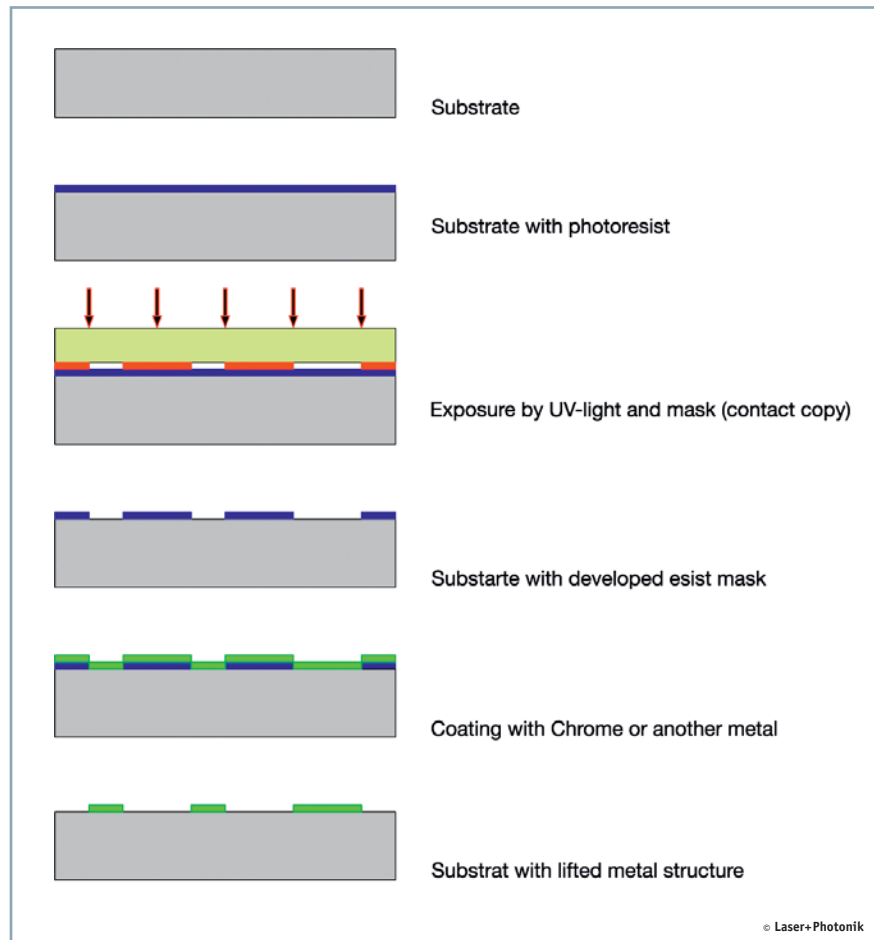 Substrate
Substrate with photoresist
Exposure by UV-light and mask (contact copy)
Substarte with developed esist mask
Coating with Chrome or another metal
Substrat with lifted metal structure
© Laser+Photonik